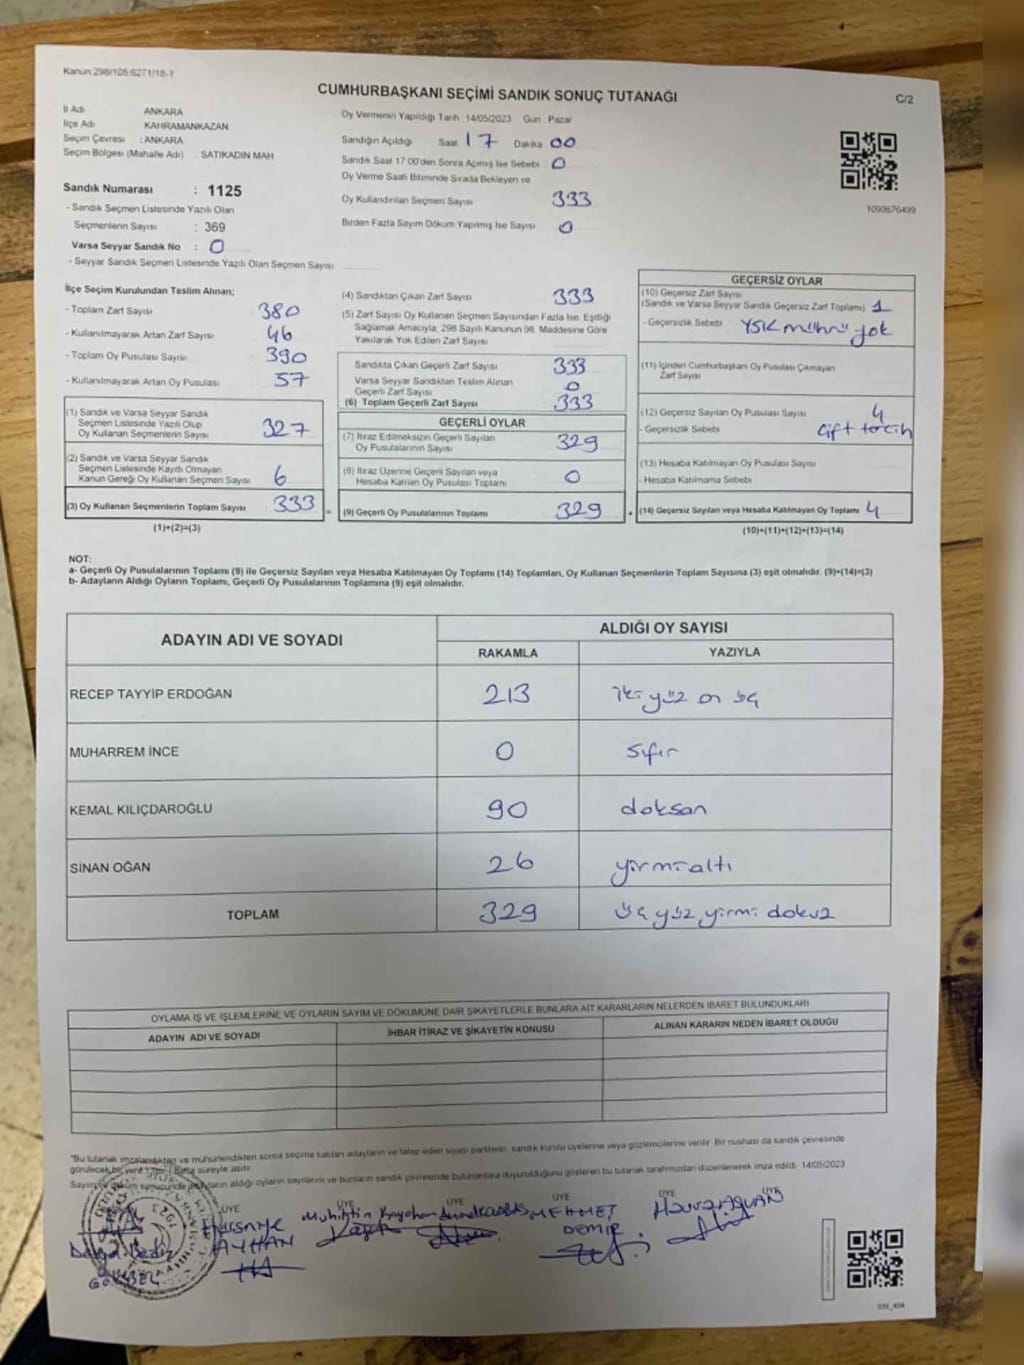 Kanun:298/105;6271/18-1
CUMHURBAŞKANI SEÇİMİ SANDIK SONUÇ TUTANAĞI
C/2
İl Adı ANKARA
İlçe Adı KAHRAMANKAZAN
Seçim Çevresi : ANKARA
Seçim Bölgesi (Mahalle Adı) : SATIKADIN MAH.
Sandık Numarası : 1125
- Sandık Seçmen Listesinde Yazılı Olan
Seçmenlerin Sayısı : 369
Varsa Seyyar Sandık No : 0
- Seyyar Sandık Seçmen Listesinde Yazılı Olan Seçmen Sayısı
Oy Vermenin Yapıldığı Tarih : 14/05/2023 Gün Pazar
Sandığın Açıldığı Saat 17 Dakika 00
Sandık Saat 17.00'den Sonra Açılmış İse Sebebi 0
Oy Verme Saati Bitiminde Sırada Bekleyen ve
Oy Kullandırılan Seçmen Sayısı 333
Birden Fazla Sayım Döküm Yapılmış İse Sayısı 0
1093676499
İlçe Seçim Kurulundan Teslim Alınan;
- Toplam Zarf Sayısı 380
- Kullanılmayarak Artan Zarf Sayısı 46
- Toplam Oy Pusulası Sayısı 390
- Kullanılmayarak Artan Oy Pusulası 57
(1) Sandık ve Varsa Seyyar Sandık
Seçmen Listesinde Yazılı Olup
Oy Kullanan Seçmenlerin Sayısı 327
(2) Sandık ve Varsa Seyyar Sandık
Seçmen Listesinde Kayıtlı Olmayan
Kanun Gereği Oy Kullanan Seçmen Sayısı 6
(3) Oy Kullanan Seçmenlerin Toplam Sayısı 333
(1)+(2)=(3)
(4) Sandıktan Çıkan Zarf Sayısı 333
(5) Zarf Sayısı Oy Kullanan Seçmen Sayısından Fazla İse, Eşitliği
Sağlamak Amacıyla, 298 Sayılı Kanunun 98. Maddesine Göre
Yakılarak Yok Edilen Zarf Sayısı
Sandıkta Çıkan Geçerli Zarf Sayısı 333
Varsa Seyyar Sandıktan Teslim Alınan
Geçerli Zarf Sayısı 0
(6) Toplam Geçerli Zarf Sayısı 333
GEÇERLİ OYLAR
(7) İtiraz Edilmeksizin Geçerli Sayılan
Oy Pusulalarının Sayısı 329
(8) İtiraz Üzerine Geçerli Sayılan veya
Hesaba Katılan Oy Pusulası Toplamı 0
(9) Geçerli Oy Pusulalarının Toplamı 329
GEÇERSİZ OYLAR
(10) Geçersiz Zarf Sayısı
(Sandık ve Varsa Seyyar Sandık Geçersiz Zarf Toplamı) 1
- Geçersizlik Sebebi YSK mührü yok
(11) İçinden Cumhurbaşkanı Oy Pusulası Çıkmayan
Zarf Sayısı
(12) Geçersiz Sayılan Oy Pusulası Sayısı 4
- Geçersizlik Sebebi çift tercih
(13) Hesaba Katılmayan Oy Pusulası Sayısı
- Hesaba Katılmama Sebebi
(14) Geçersiz Sayılan veya Hesaba Katılmayan Oy Toplamı 4
(10)+(11)+(12)+(13)=(14)
NOT:
a- Geçerli Oy Pusulalarının Toplamı (9) ile Geçersiz Sayılan veya Hesaba Katılmayan Oy Toplamı (14) Toplamları, Oy Kullanan Seçmenlerin Toplam Sayısına (3) eşit olmalıdır. (9)+(14)=(3)
b- Adayların Aldığı Oyların Toplamı, Geçerli Oy Pusulalarının Toplamına (9) eşit olmalıdır.
ADAYIN ADI VE SOYADI ALDIĞI OY SAYISI
RAKAMLA YAZIYLA
RECEP TAYYİP ERDOĞAN 213 iki yüz on üç
MUHARREM İNCE 0 sıfır
KEMAL KILIÇDAROĞLU 90 doksan
SİNAN OĞAN 26 yirmi altı
TOPLAM 329 üç yüz yirmi dokuz
OYLAMA İŞ VE İŞLEMLERİNE VE OYLARIN SAYIM VE DÖKÜMÜNE DAİR ŞİKAYETLERLE BUNLARA AİT KARARLARIN NELERDEN İBARET BULUNDUKLARI
ADAYIN ADI VE SOYADI İHBAR İTİRAZ VE ŞİKAYETİN KONUSU ALINAN KARARIN NEDEN İBARET OLDUĞU
"Bu tutanak imzalandıktan ve mühürlendikten sonra seçime katılan adayların ve talep eden siyasi partilerin sandık kurulu üyelerine veya gözlemcilerine verilir. Bir nüshası da sandık çevresinde
görülecek bir yere 1 (bir) hafta süreyle asılır.
adayların aldığı oyların sayılarını ve bunların sandık çevresinde bulunanlara duyurulduğunu gösteren bu tutanak tarafımızdan düzenlenerek imza edildi. 14/05/2023
ÜYE ÜYE ÜYE ÜYE ÜYE
AYHAN
MEHMET
DEMİR